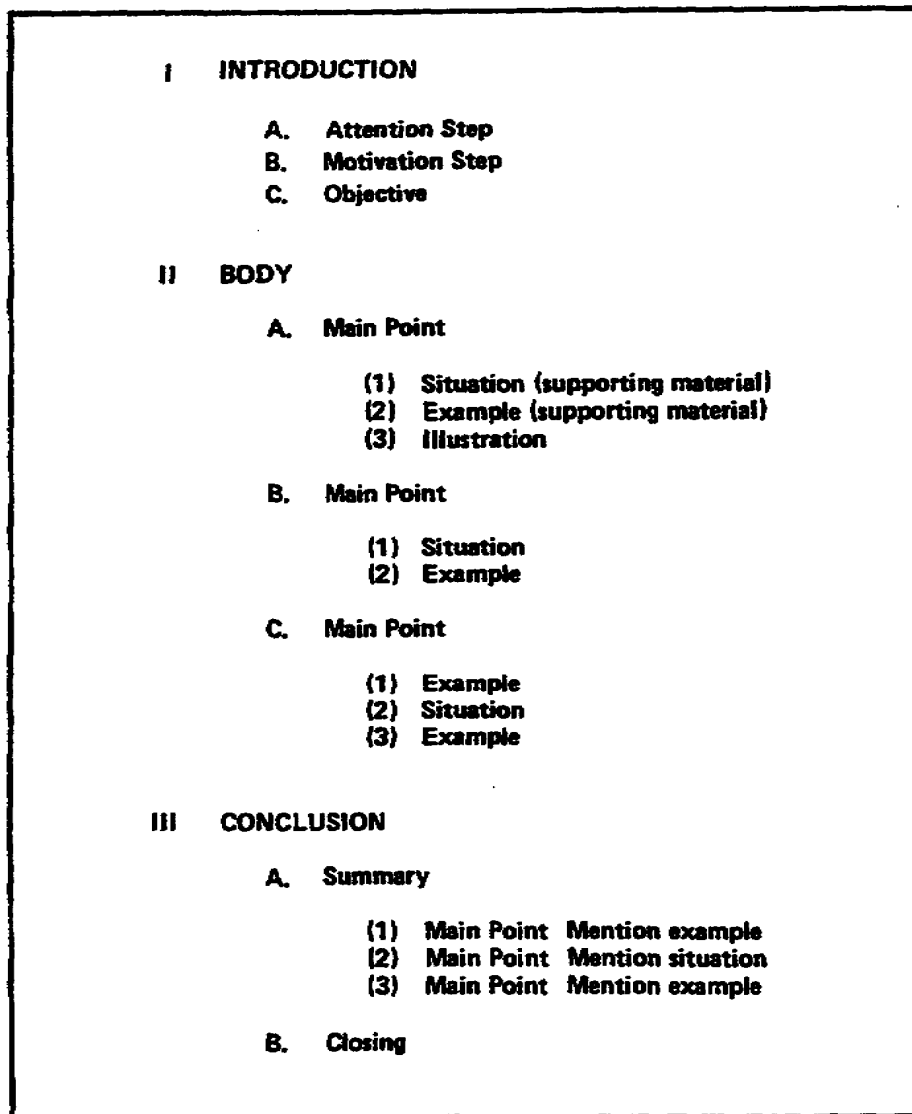 I INTRODUCTION
A. Attention Step
B. Motivation Step
C. Objective
II BODY
A. Main Point
(1) Situation (supporting material)
(2) Example (supporting material)
(3) Illustration
B. Main Point
(1) Situation
(2) Example
C. Main Point
(1) Example
(2) Situation
(3) Example
III CONCLUSION
A. Summary
(1) Main Point Mention example
(2) Main Point Mention situation
(3) Main Point Mention example
B. Closing